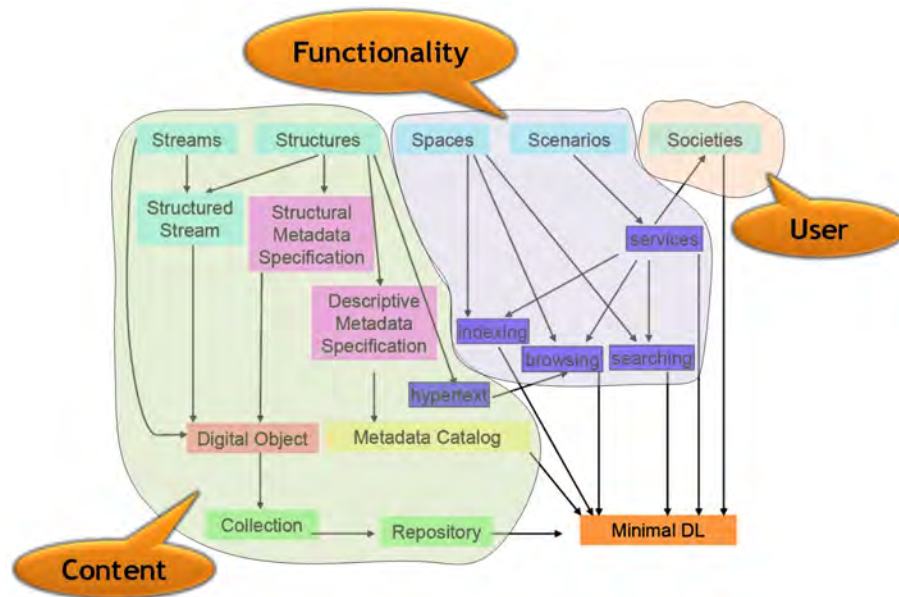 Functionality
Streams
Structures
Spaces
Scenarios
Societies
Structured
Stream
Structural
Metadata
Specification
services
User
Descriptive
Metadata
Specification
indexing
browsing
searching
hypertext
Digital Object
Metadata Catalog
Collection
Repository
Minimal DL
Content